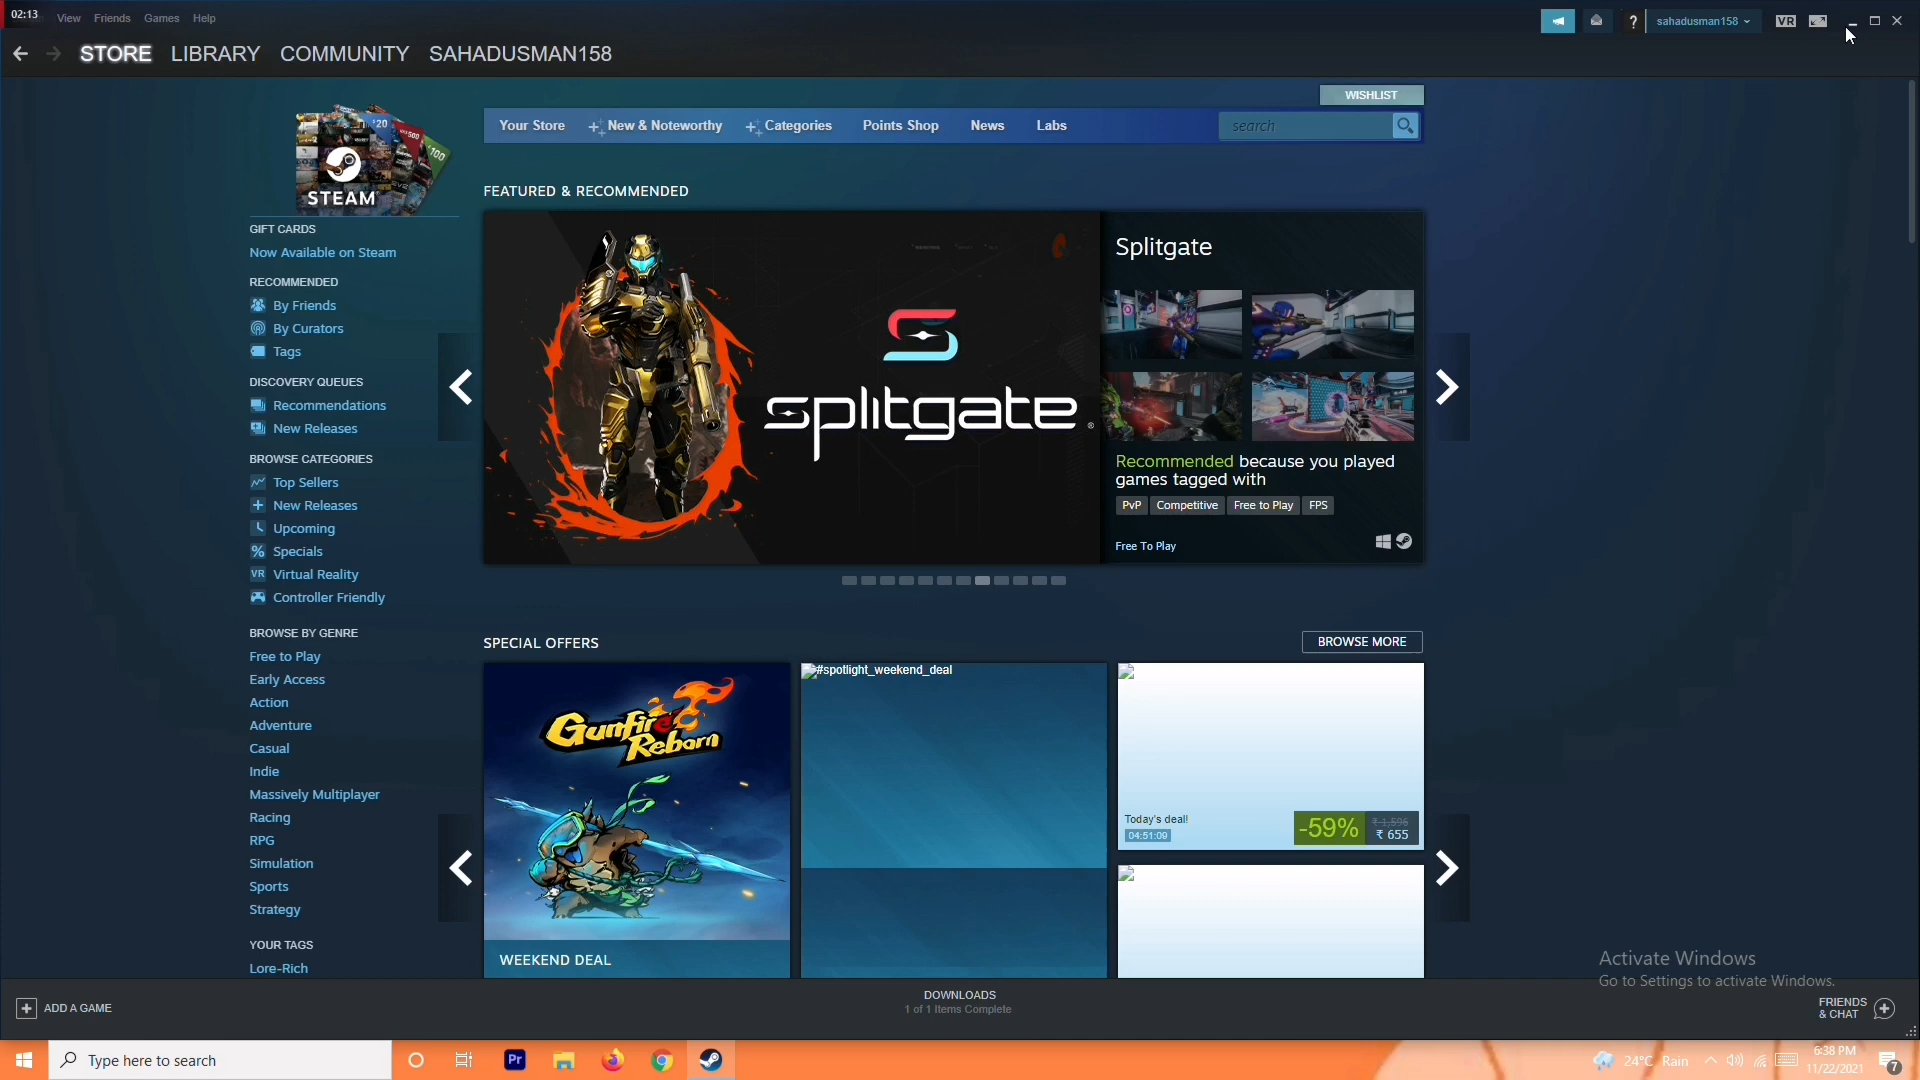 02:13
View Friends Games Help
sahadusman158
VR
STORE LIBRARY COMMUNITY SAHADUSMAN158
WISHLIST
Your Store New & Noteworthy Categories Points Shop News Labs
search
STEAM
GIFT CARDS
Now Available on Steam
RECOMMENDED
By Friends
By Curators
Tags
DISCOVERY QUEUES
Recommendations
New Releases
BROWSE CATEGORIES
Top Sellers
New Releases
Upcoming
% Specials
VR Virtual Reality
Controller Friendly
BROWSE BY GENRE
Free to Play
Early Access
Action
Adventure
Casual
Indie
Massively Multiplayer
Racing
RPG
Simulation
Sports
Strategy
YOUR TAGS
Lore-Rich
FEATURED & RECOMMENDED
splitgate
Splitgate
Recommended because you played
games tagged with
PvP Competitive Free to Play FPS
Free To Play
SPECIAL OFFERS
BROWSE MORE
Gunfire
Reborn
WEEKEND DEAL
#spotlight_weekend_deal
Today's deal!
04:51:09
-59%
₹ 1,596
₹ 655
Activate Windows
Go to Settings to activate Windows.
ADD A GAME
DOWNLOADS
1 of 1 Items Complete
FRIENDS
& CHAT
Type here to search
Pr
24°C Rain
6:38 PM
11/22/2021
7